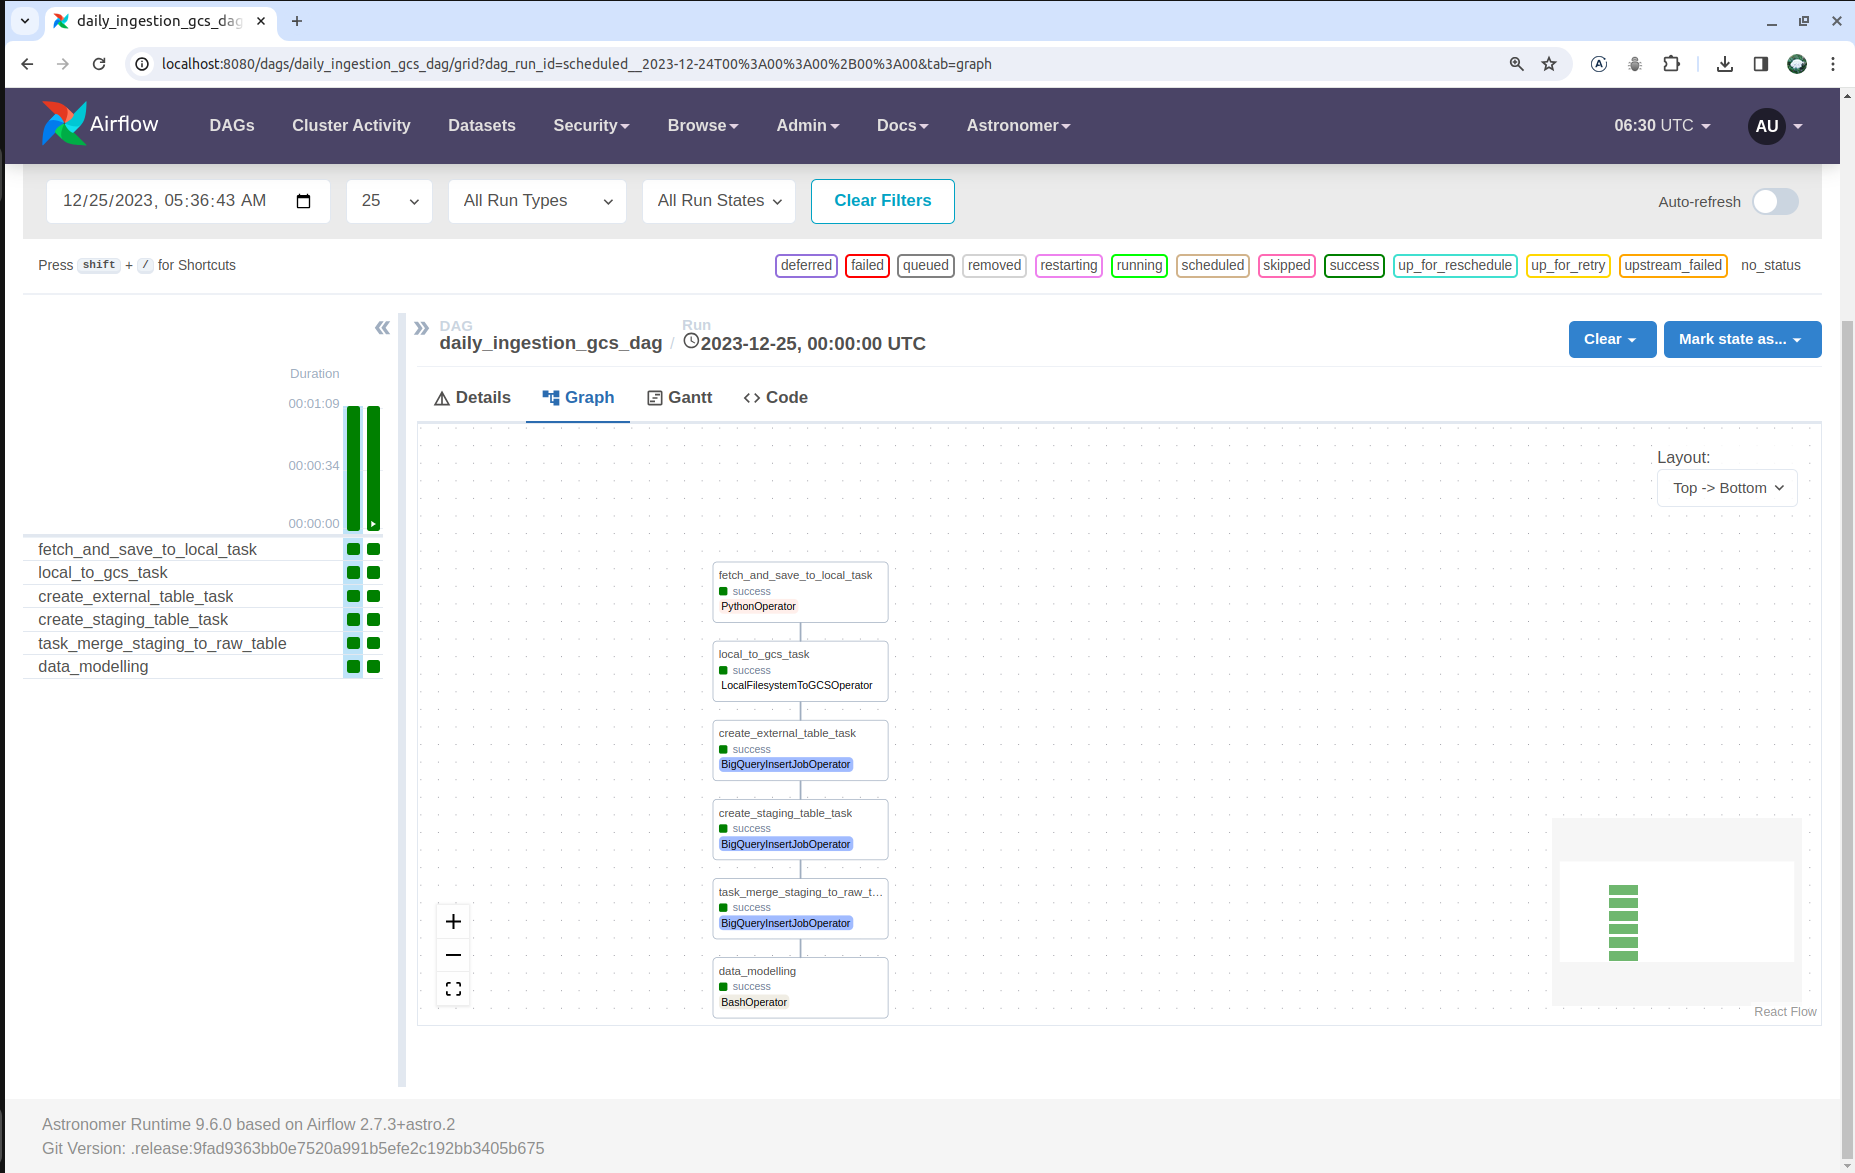 daily_ingestion_gcs_dag
localhost:8080/dags/daily_ingestion_gcs_dag/grid?dag_run_id=scheduled__2023-12-24T00%3A00%3A00%2B00%3A00&tab=graph
Airflow DAGs Cluster Activity Datasets Security Browse Admin Docs Astronomer 06:30 UTC AU
12/25/2023, 05:36:43 AM 25 All Run Types All Run States Clear Filters Auto-refresh
Press shift + / for Shortcuts deferred failed queued removed restarting running scheduled skipped success up_for_reschedule up_for_retry upstream_failed no_status
DAG Run
daily_ingestion_gcs_dag / 2023-12-25, 00:00:00 UTC Clear Mark state as...
Details Graph Gantt Code
Duration
00:01:09
00:00:34
00:00:00
fetch_and_save_to_local_task
local_to_gcs_task
create_external_table_task
create_staging_table_task
task_merge_staging_to_raw_table
data_modelling
Layout:
Top -> Bottom
fetch_and_save_to_local_task
success
PythonOperator
local_to_gcs_task
success
LocalFilesystemToGCSOperator
create_external_table_task
success
BigQueryInsertJobOperator
create_staging_table_task
success
BigQueryInsertJobOperator
task_merge_staging_to_raw_t...
success
BigQueryInsertJobOperator
data_modelling
success
BashOperator
React Flow
Astronomer Runtime 9.6.0 based on Airflow 2.7.3+astro.2
Git Version: .release:9fad9363bb0e7520a991b5efe2c192bb3405b675